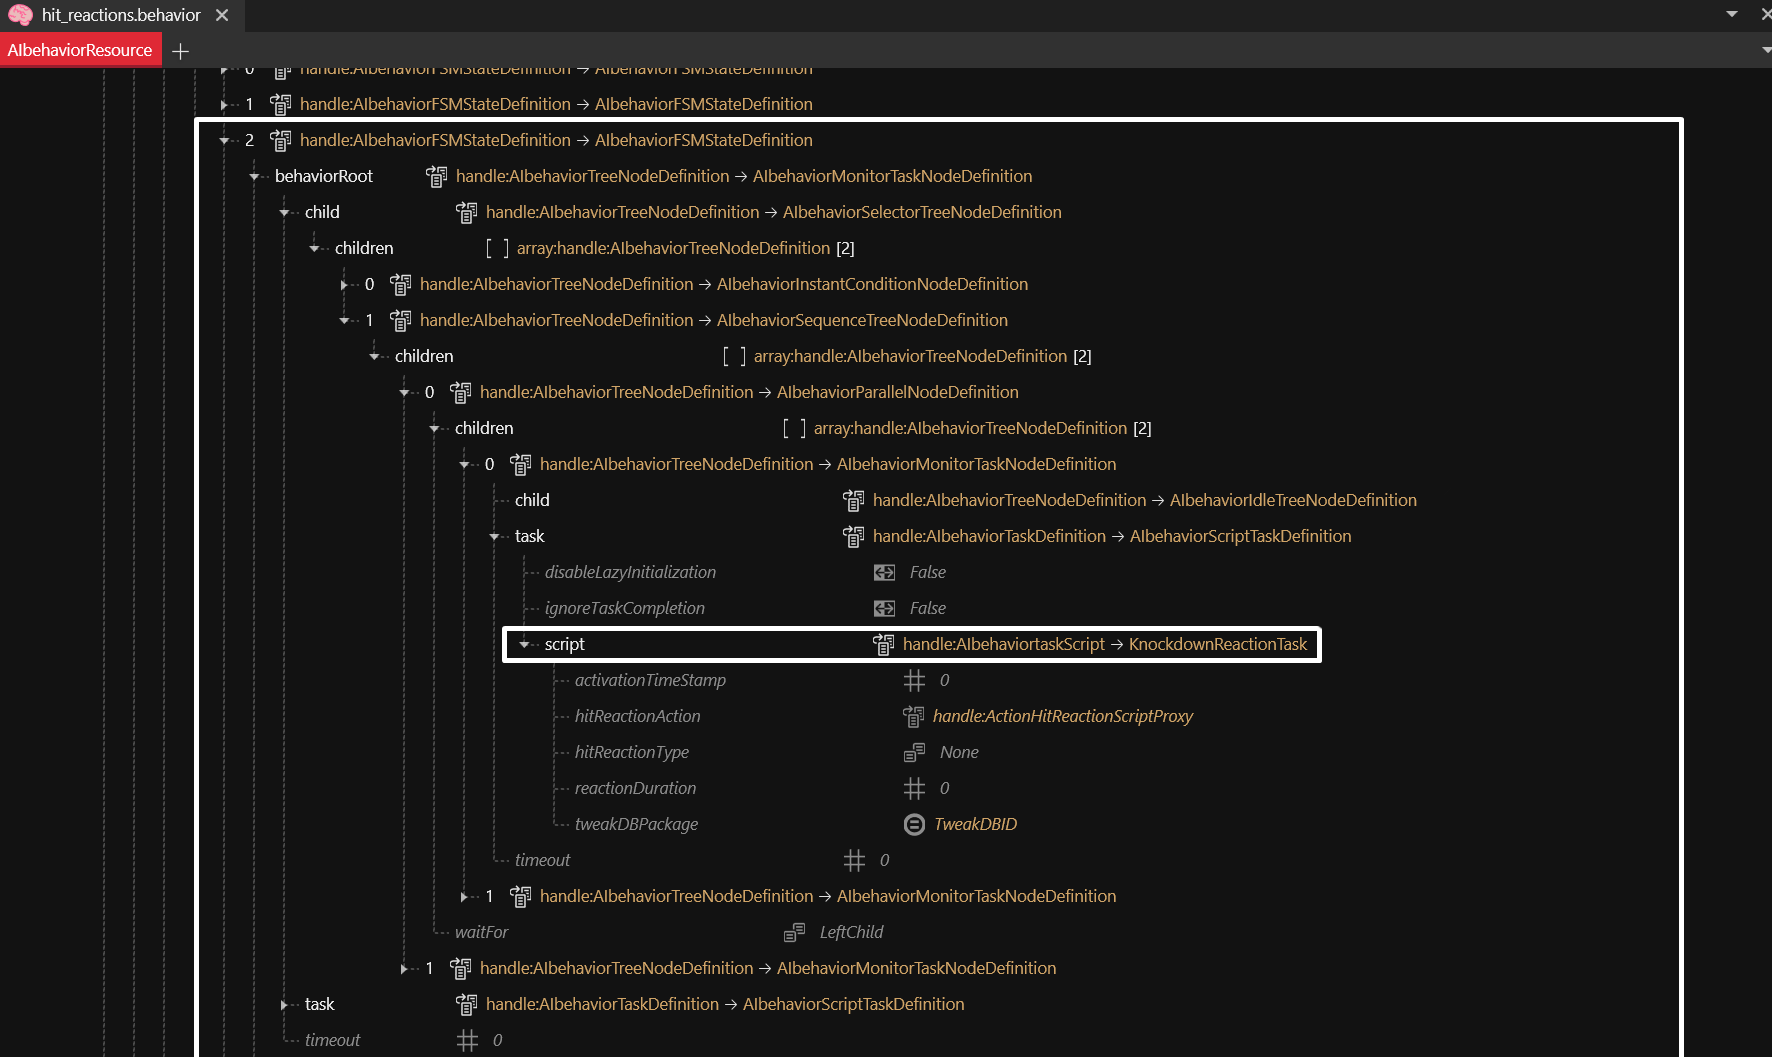 hit_reactions.behavior
AIbehaviorResource
0 handle:AIbehaviorFSMStateDefinition → AIbehaviorFSMStateDefinition
1 handle:AIbehaviorFSMStateDefinition → AIbehaviorFSMStateDefinition
2 handle:AIbehaviorFSMStateDefinition → AIbehaviorFSMStateDefinition
behaviorRoot handle:AIbehaviorTreeNodeDefinition → AIbehaviorMonitorTaskNodeDefinition
child handle:AIbehaviorTreeNodeDefinition → AIbehaviorSelectorTreeNodeDefinition
children [ ] array:handle:AIbehaviorTreeNodeDefinition [2]
0 handle:AIbehaviorTreeNodeDefinition → AIbehaviorInstantConditionNodeDefinition
1 handle:AIbehaviorTreeNodeDefinition → AIbehaviorSequenceTreeNodeDefinition
children [ ] array:handle:AIbehaviorTreeNodeDefinition [2]
0 handle:AIbehaviorTreeNodeDefinition → AIbehaviorParallelNodeDefinition
children [ ] array:handle:AIbehaviorTreeNodeDefinition [2]
0 handle:AIbehaviorTreeNodeDefinition → AIbehaviorMonitorTaskNodeDefinition
child handle:AIbehaviorTreeNodeDefinition → AIbehaviorIdleTreeNodeDefinition
task handle:AIbehaviorTaskDefinition → AIbehaviorScriptTaskDefinition
disableLazyInitialization False
ignoreTaskCompletion False
script handle:AIbehaviortaskScript → KnockdownReactionTask
activationTimeStamp 0
hitReactionAction handle:ActionHitReactionScriptProxy
hitReactionType None
reactionDuration 0
tweakDBPackage TweakDBID
timeout 0
1 handle:AIbehaviorTreeNodeDefinition → AIbehaviorMonitorTaskNodeDefinition
waitFor LeftChild
1 handle:AIbehaviorTreeNodeDefinition → AIbehaviorMonitorTaskNodeDefinition
task handle:AIbehaviorTaskDefinition → AIbehaviorScriptTaskDefinition
timeout 0